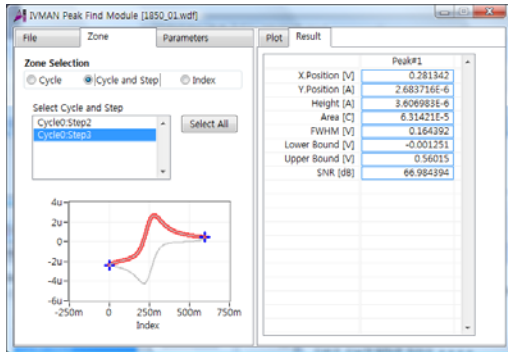 IVMAN Peak Find Module [1850_01.wdf]
File Zone Parameters
Zone Selection
Cycle Cycle and Step Index
Select Cycle and Step
Cycle0:Step2
Cycle0:Step3
Select All
4u
2u
0
-2u
-4u
-6u
-250m 0 250m 500m 750m
Index
Plot Result
Peak#1
X.Position [V] 0.281342
Y.Position [A] 2.683716E-6
Height [A] 3.606983E-6
Area [C] 6.31421E-5
FWHM [V] 0.164392
Lower Bound [V] -0.001251
Upper Bound [V] 0.56015
SNR [dB] 66.984394